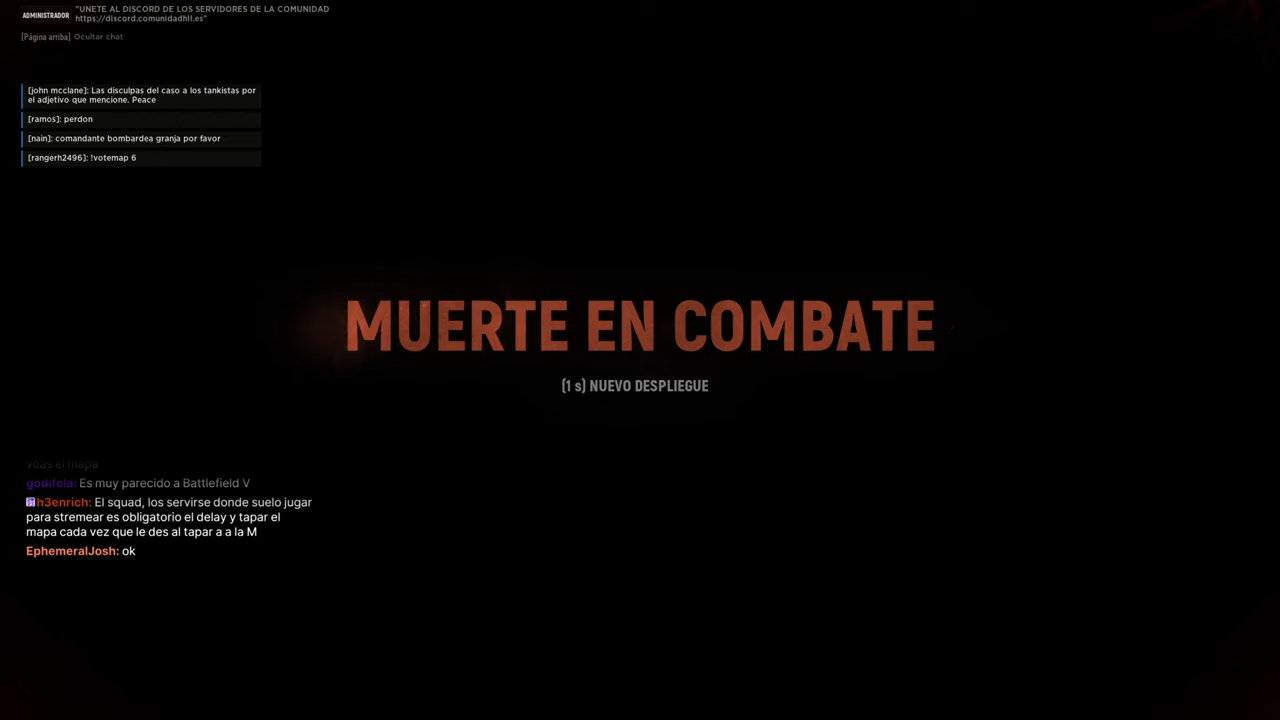 ADMINISTRADOR "UNETE AL DISCORD DE LOS SERVIDORES DE LA COMUNIDAD
https://discord.comunidadhll.es"
[Página arriba] Ocultar chat
[john mcclane]: Las disculpas del caso a los tankistas por
el adjetivo que mencione. Peace
[ramos]: perdon
[nain]: comandante bombardea granja por favor
[rangerh2496]: !votemap 6
MUERTE EN COMBATE
(1 s) NUEVO DESPLIEGUE
veas el mapa
godifela: Es muy parecido a Battlefield V
h3enrich: El squad, los servirse donde suelo jugar
para stremear es obligatorio el delay y tapar el
mapa cada vez que le des al tapar a a la M
EphemeralJosh: ok